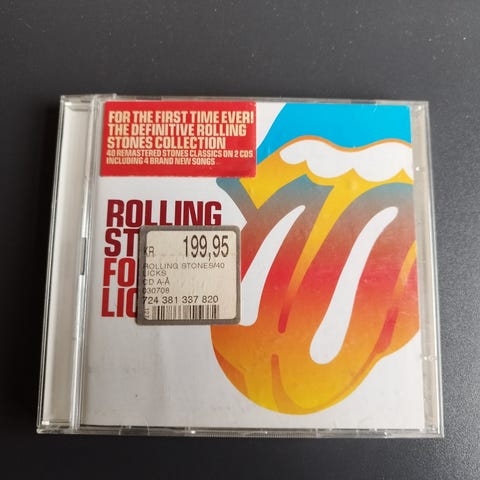 FOR THE FIRST TIME EVER!
THE DEFINITIVE ROLLING
STONES COLLECTION
40 REMASTERED STONES CLASSICS ON 2 CDS
INCLUDING 4 BRAND NEW SONGS
ROLLING
ST
FO
LIC
KR 199,95
ROLLING STONES/40
LICKS
CD A-Å
030708
724 381 337 820